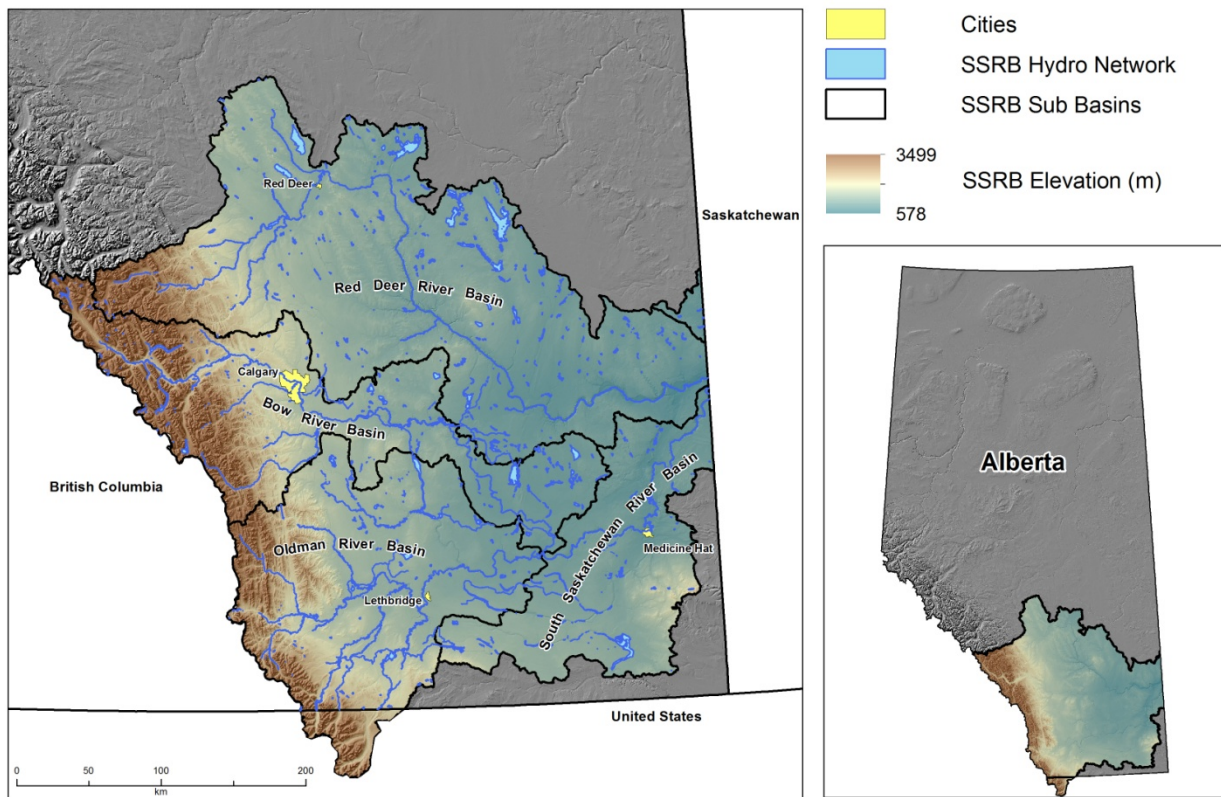 Red Deer
Saskatchewan
Red Deer River Basin
Calgary
Bow River Basin
British Columbia
Oldman River Basin
South Saskatchewan River Basin
Medicine Hat
Lethbridge
United States
0 50 100 200
km
Cities
SSRB Hydro Network
SSRB Sub Basins
3499
SSRB Elevation (m)
578
Alberta